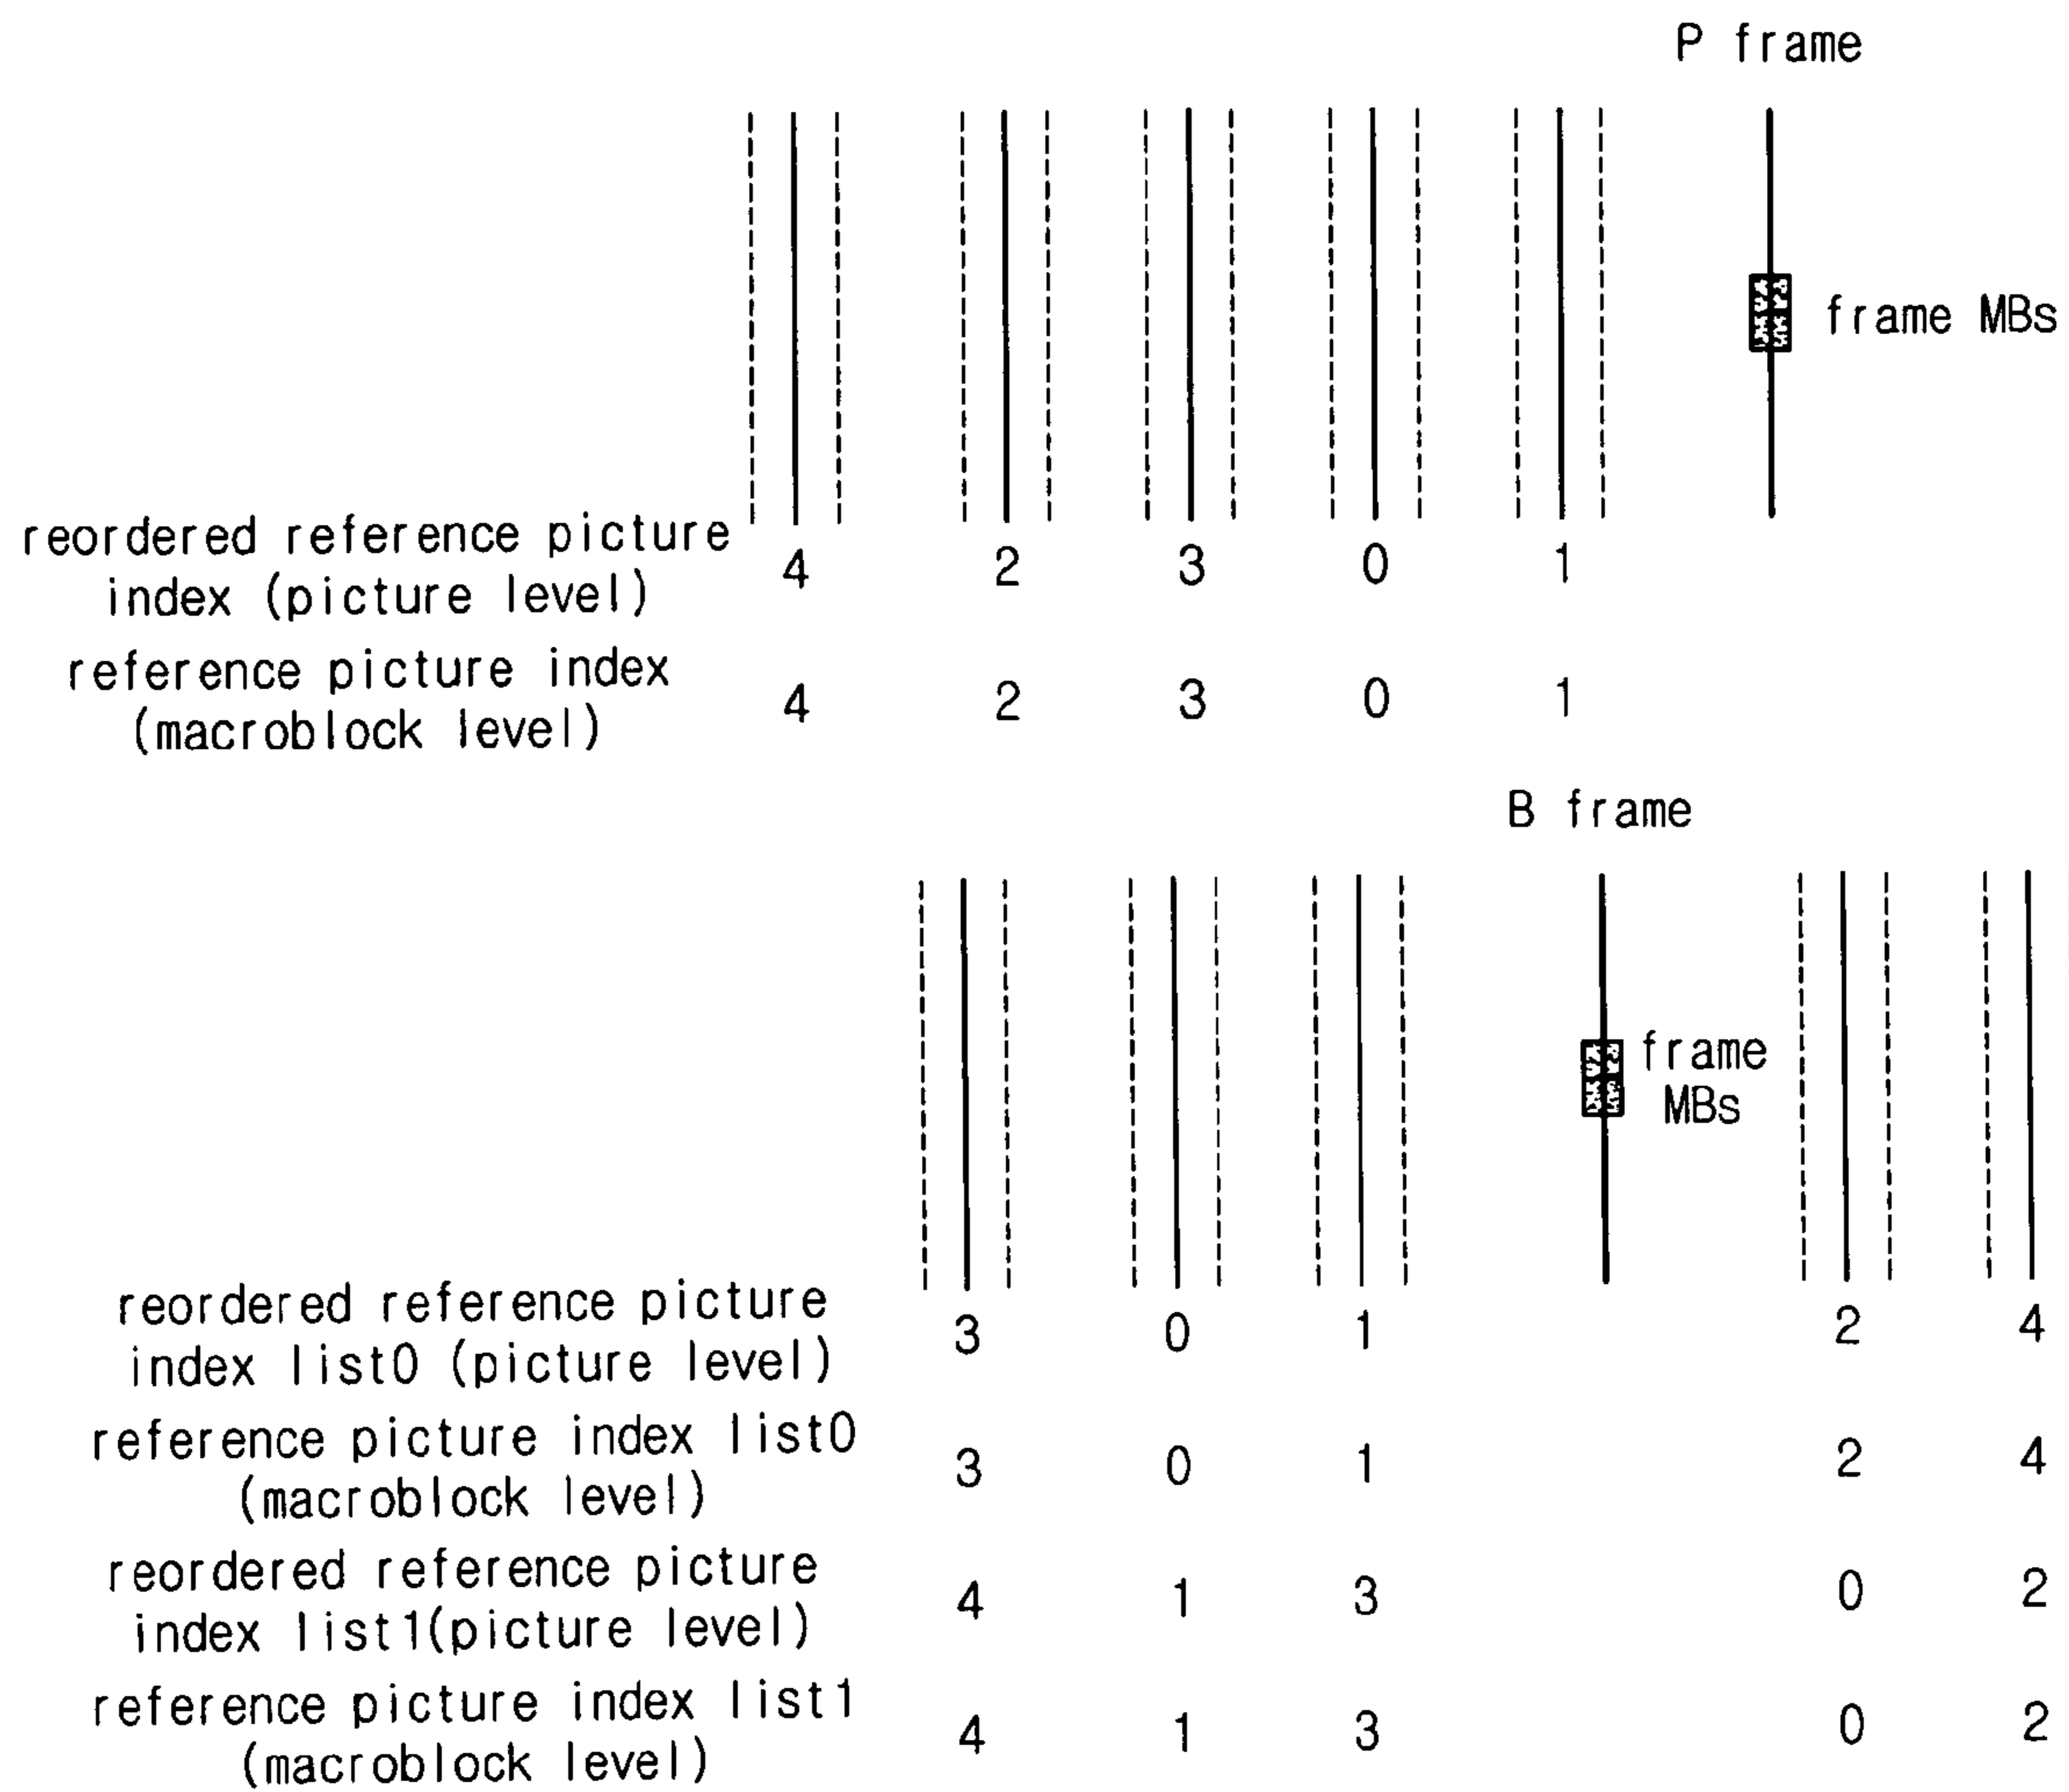 P frame
frame MBs
reordered reference picture
index (picture level) 4 2 3 0 1
reference picture index
(macroblock level) 4 2 3 0 1
B frame
frame
MBs
reordered reference picture
index list0 (picture level) 3 0 1 2 4
reference picture index list0
(macroblock level) 3 0 1 2 4
reordered reference picture
index list1(picture level) 4 1 3 0 2
reference picture index list1
(macroblock level) 4 1 3 0 2